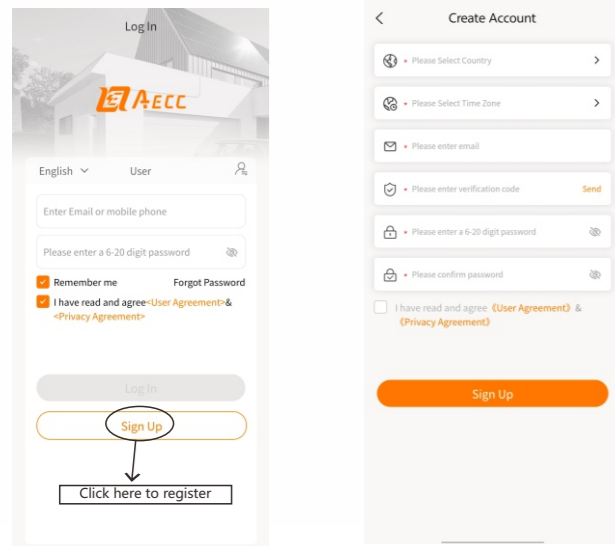 Log In
AECC
English User
Enter Email or mobile phone
Please enter a 6-20 digit password
Remember me Forgot Password
I have read and agree<User Agreement>&
<Privacy Agreement>
Log In
Sign Up
Click here to register
Create Account
* Please Select Country
* Please Select Time Zone
* Please enter email
* Please enter verification code Send
* Please enter a 6-20 digit password
* Please confirm password
I have read and agree 《User Agreement》 &
《Privacy Agreement》
Sign Up